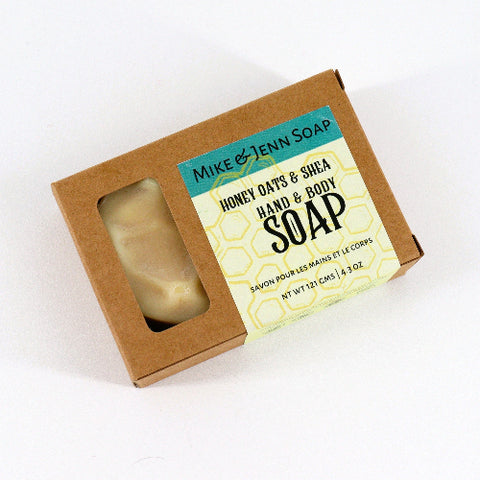 Mike & Jenn Soap
Honey Oats & Shea
Hand & Body
Soap
Savon pour les mains et le corps
Nt Wt 121 gms | 4.3 oz